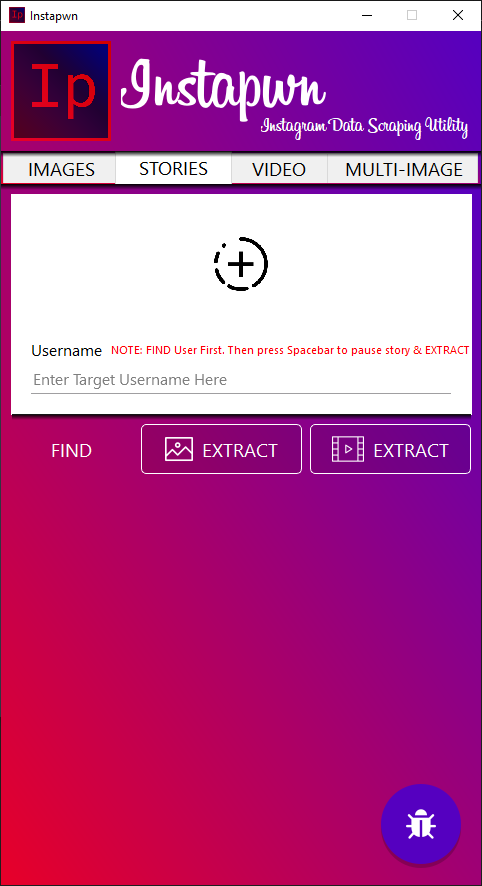 Instapwn
Ip
Instapwn
Instagram Data Scraping Utility
IMAGES STORIES VIDEO MULTI-IMAGE
Username NOTE: FIND User First. Then press Spacebar to pause story & EXTRACT
Enter Target Username Here
FIND EXTRACT EXTRACT